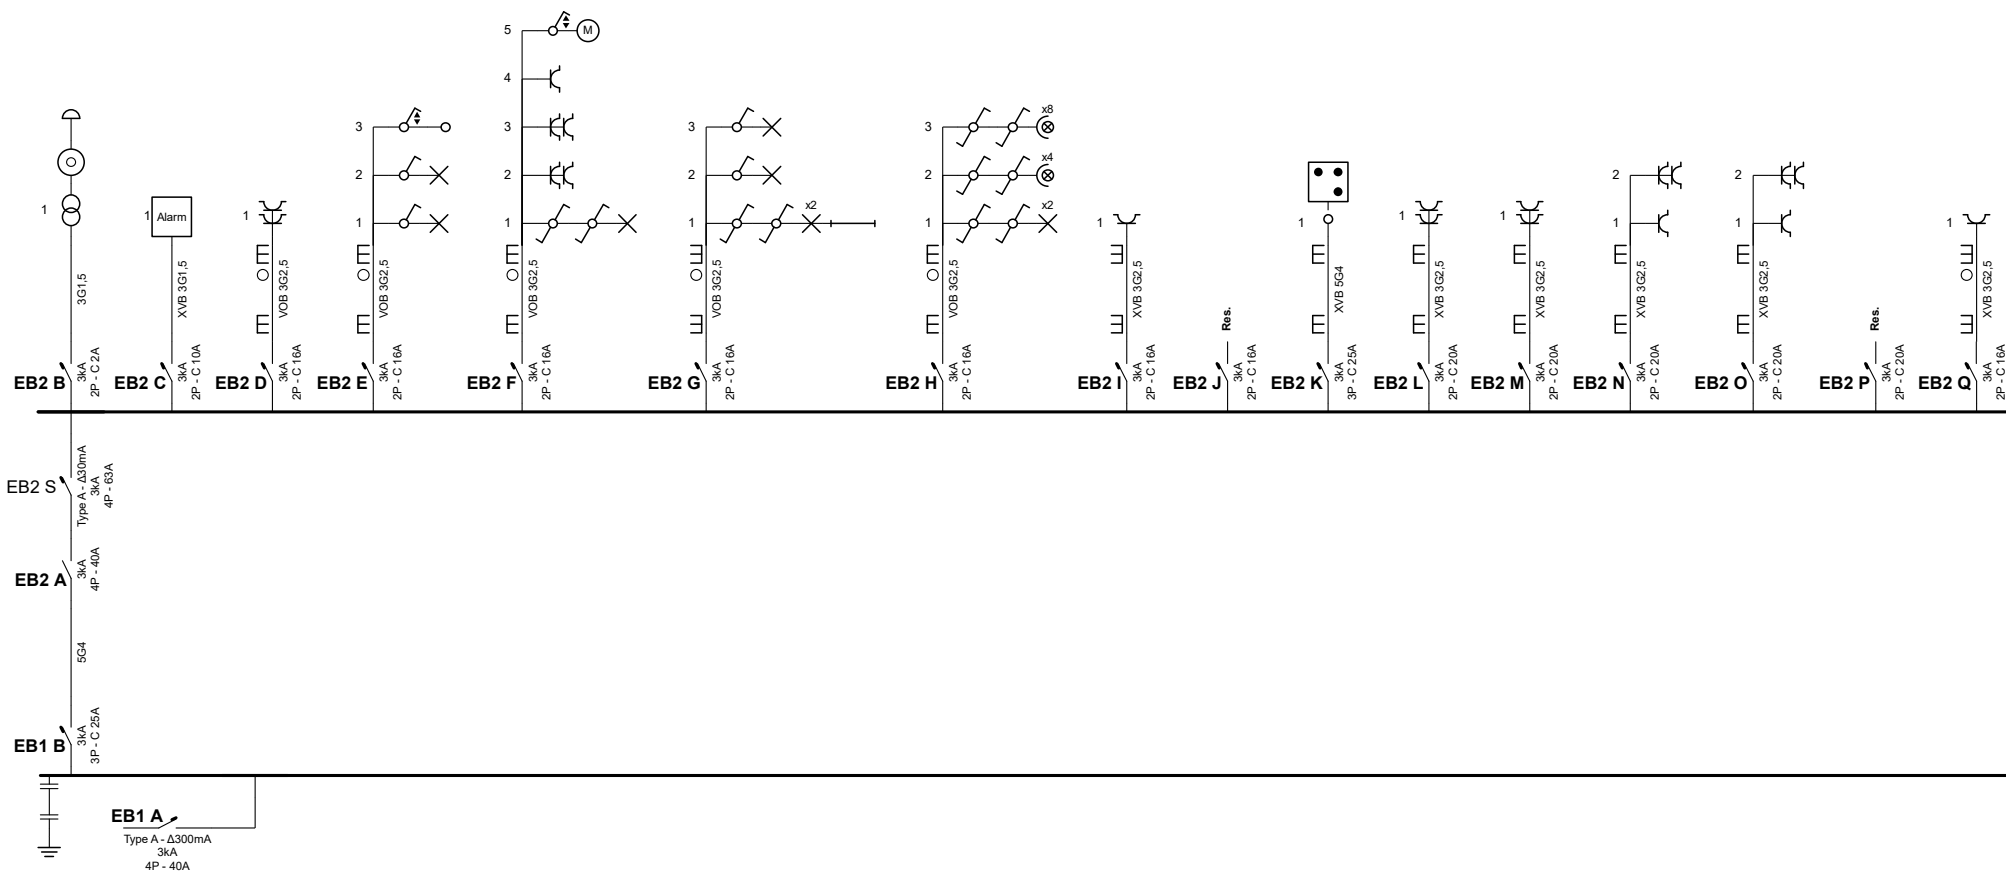 5
M
4
3
3
3
3
x8
2
2
2
2
x4
2
2
1
1
Alarm
1
1
1
1
x2
1
x2
1
1
1
1
1
1
1
3G1,5
XVB 3G1,5
VOB 3G2,5
VOB 3G2,5
VOB 3G2,5
VOB 3G2,5
VOB 3G2,5
XVB 3G2,5
Res.
XVB 5G4
XVB 3G2,5
XVB 3G2,5
XVB 3G2,5
XVB 3G2,5
Res.
XVB 3G2,5
EB2 B
3kA
2P - C 2A
EB2 C
3kA
2P - C 10A
EB2 D
3kA
2P - C 16A
EB2 E
3kA
2P - C 16A
EB2 F
3kA
2P - C 16A
EB2 G
3kA
2P - C 16A
EB2 H
3kA
2P - C 16A
EB2 I
3kA
2P - C 16A
EB2 J
3kA
2P - C 16A
EB2 K
3kA
3P - C 25A
EB2 L
3kA
2P - C 20A
EB2 M
3kA
2P - C 20A
EB2 N
3kA
2P - C 20A
EB2 O
3kA
2P - C 20A
EB2 P
3kA
2P - C 20A
EB2 Q
3kA
2P - C 16A
EB2 S
Type A - Δ30mA
3kA
4P - 63A
EB2 A
3kA
4P - 40A
5G4
EB1 B
3kA
3P - C 25A
EB1 A
Type A - Δ300mA
3kA
4P - 40A